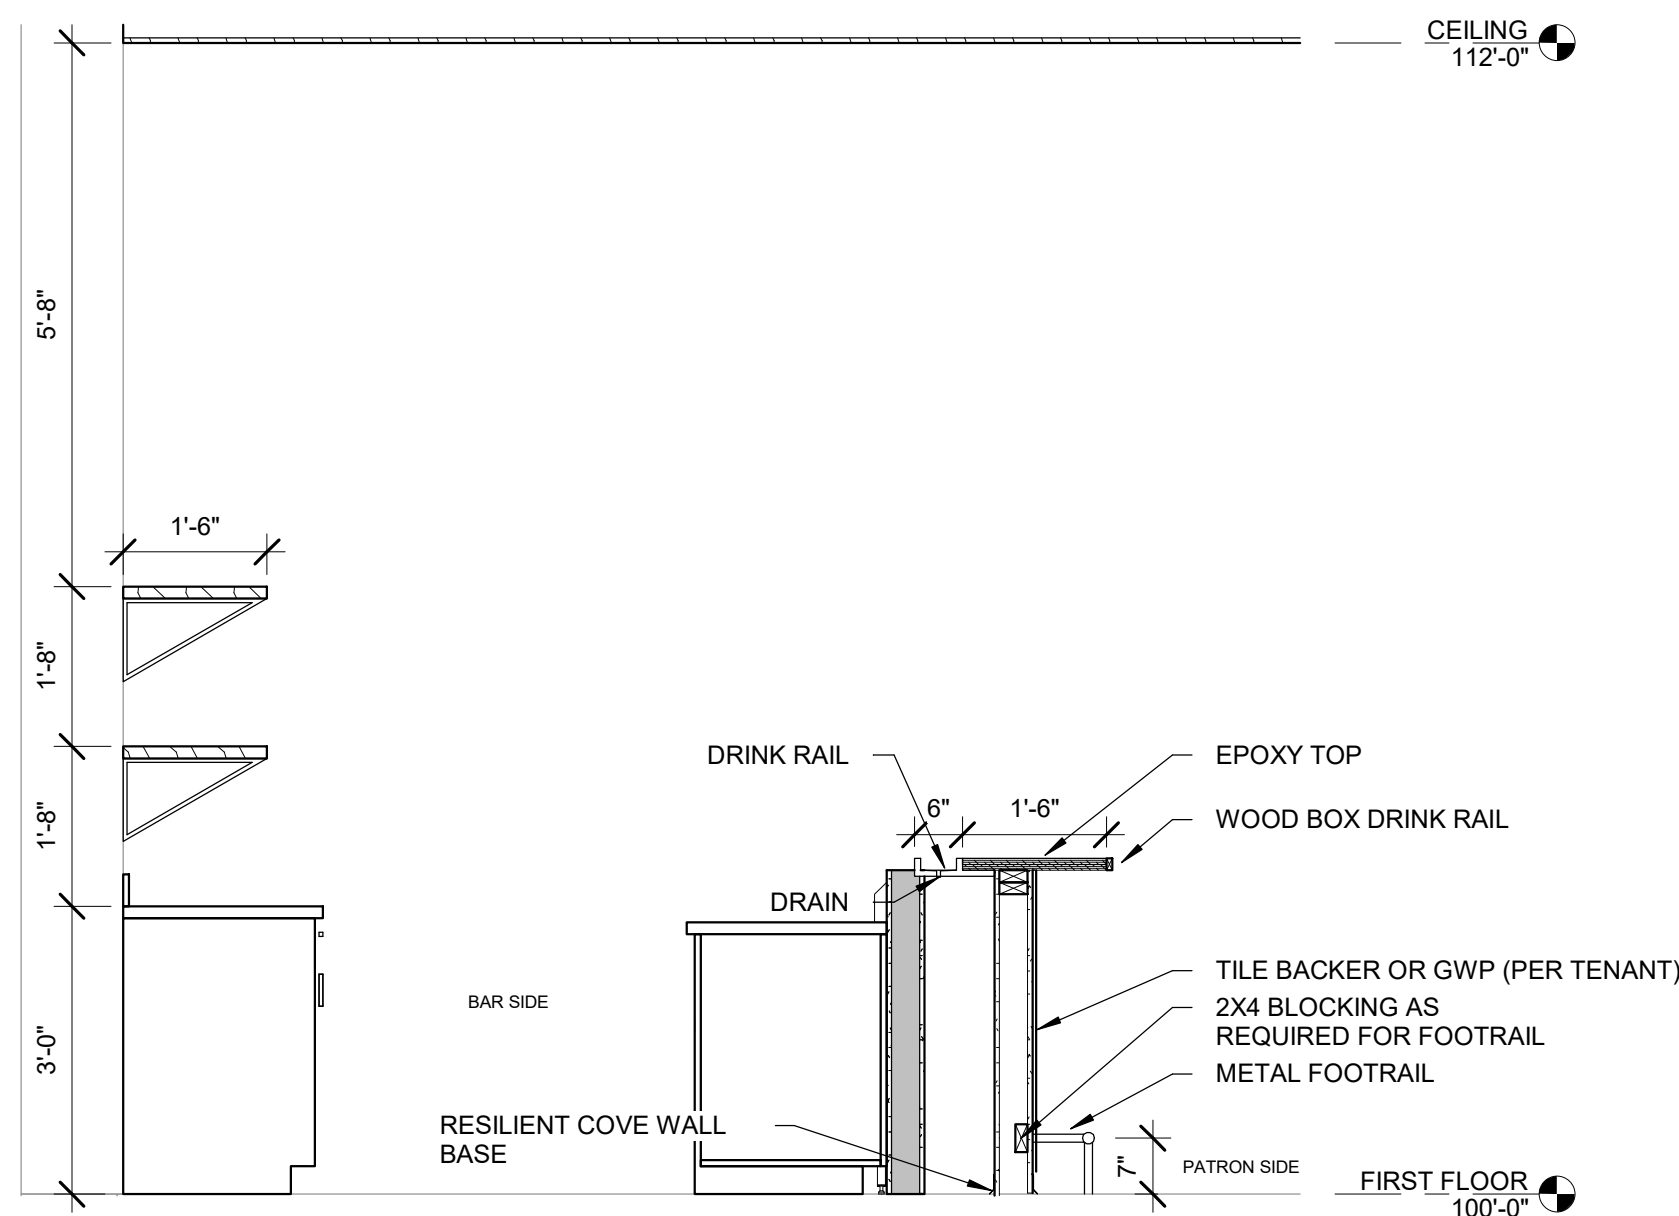 CEILING
112'-0"
5'-8"
1'-6"
1'-8"
1'-8"
3'-0"
DRINK RAIL
6"
1'-6"
EPOXY TOP
WOOD BOX DRINK RAIL
DRAIN
BAR SIDE
TILE BACKER OR GWP (PER TENANT)
2X4 BLOCKING AS
REQUIRED FOR FOOTRAIL
METAL FOOTRAIL
RESILIENT COVE WALL
BASE
7"
PATRON SIDE
FIRST FLOOR
100'-0"